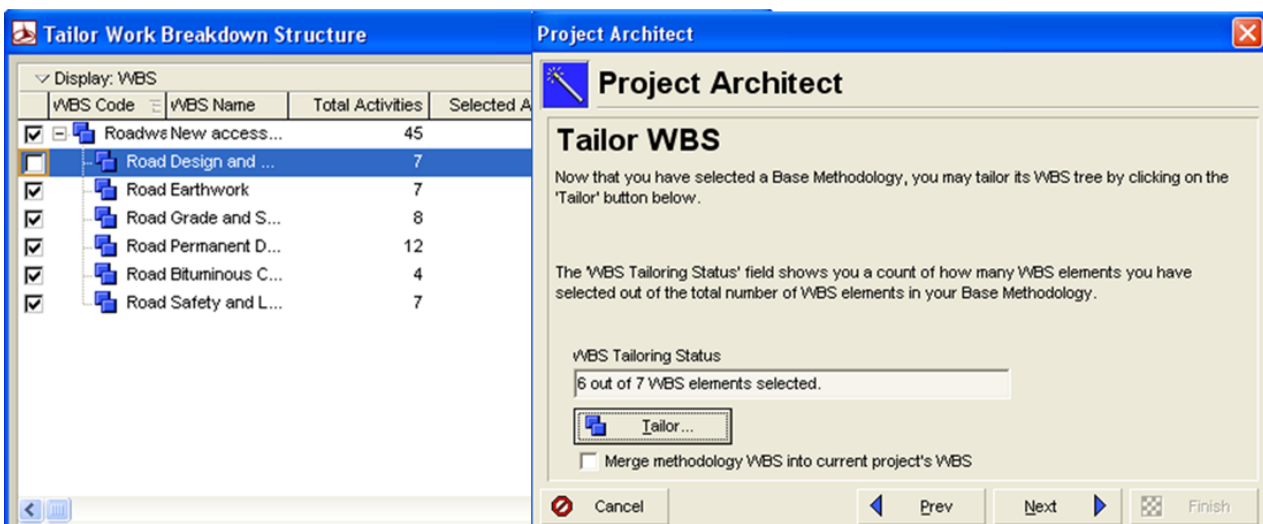 Tailor Work Breakdown Structure
Display: WBS
WBS Code WBS Name Total Activities Selected A
Roadwa New access... 45
Road Design and ... 7
Road Earthwork 7
Road Grade and S... 8
Road Permanent D... 12
Road Bituminous C... 4
Road Safety and L... 7
Project Architect
Project Architect
Tailor WBS
Now that you have selected a Base Methodology, you may tailor its WBS tree by clicking on the
'Tailor' button below.
The 'WBS Tailoring Status' field shows you a count of how many WBS elements you have
selected out of the total number of WBS elements in your Base Methodology.
WBS Tailoring Status
6 out of 7 WBS elements selected.
Tailor...
Merge methodology WBS into current project's WBS
Cancel Prev Next Finish